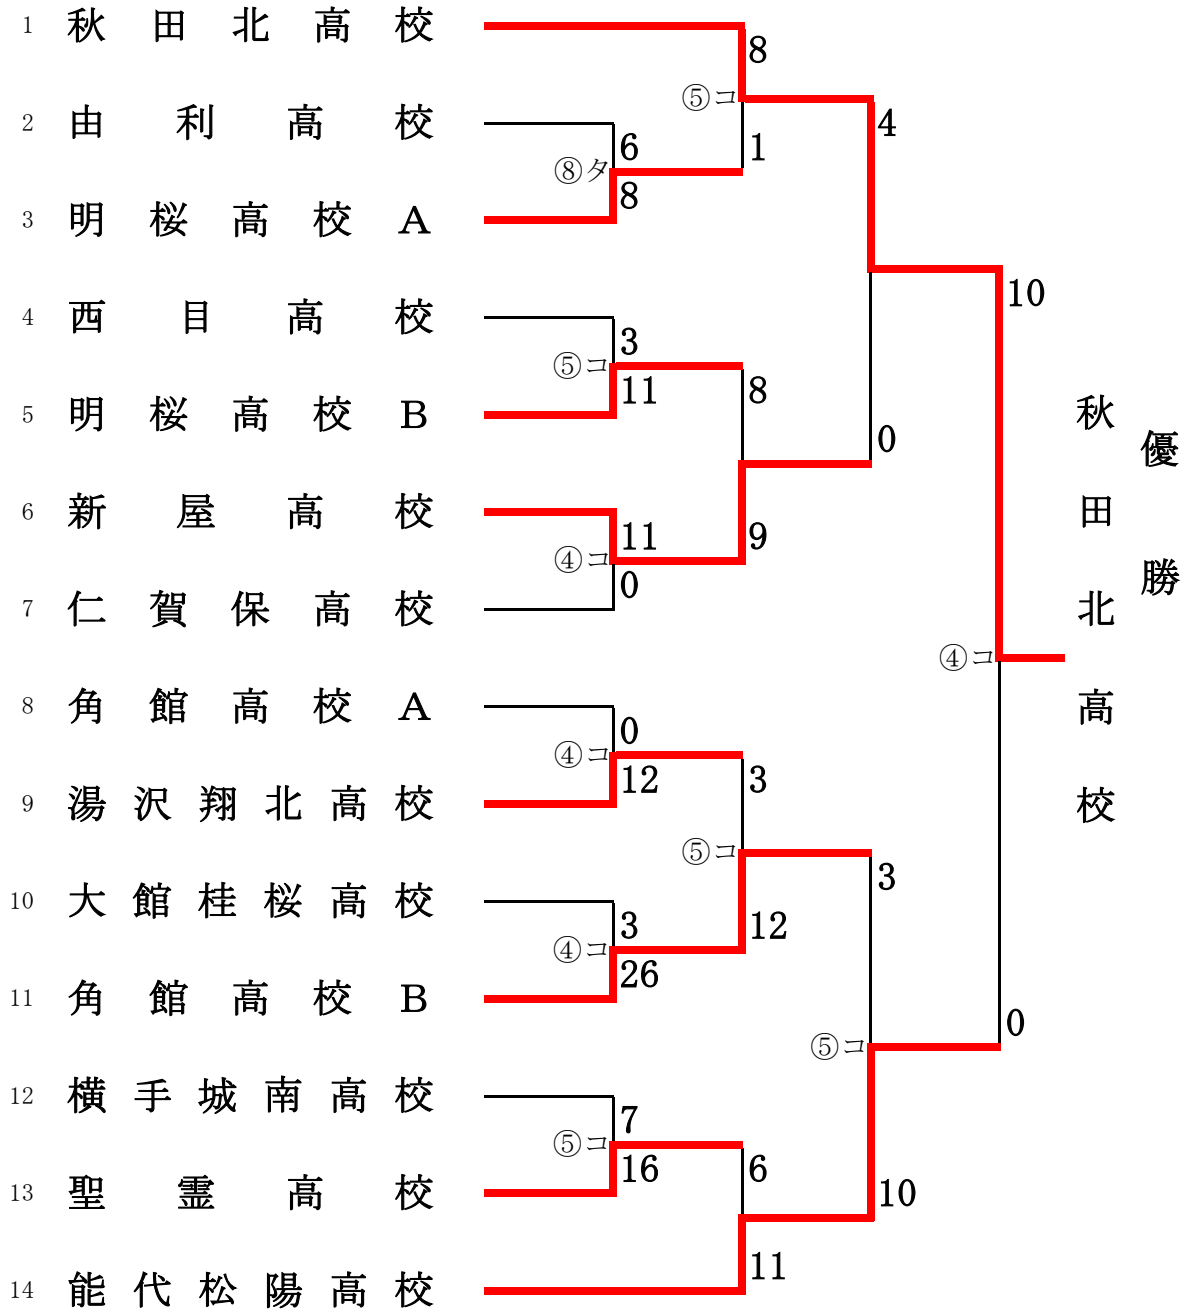 1 秋田北高校
8
⑤コ
2 由利高校
4
6
1
⑧タ
8
3 明桜高校A
10
4 西目高校
3
⑤コ
11
8
5 明桜高校B
0
6 新屋高校
11
9
④コ
0
7 仁賀保高校
優勝
秋田北高校
④コ
8 角館高校A
0
④コ
12
3
9 湯沢翔北高校
⑤コ
3
10 大館桂桜高校
3
12
④コ
26
11 角館高校B
0
⑤コ
12 横手城南高校
7
⑤コ
16
6
13 聖霊高校
10
11
14 能代松陽高校